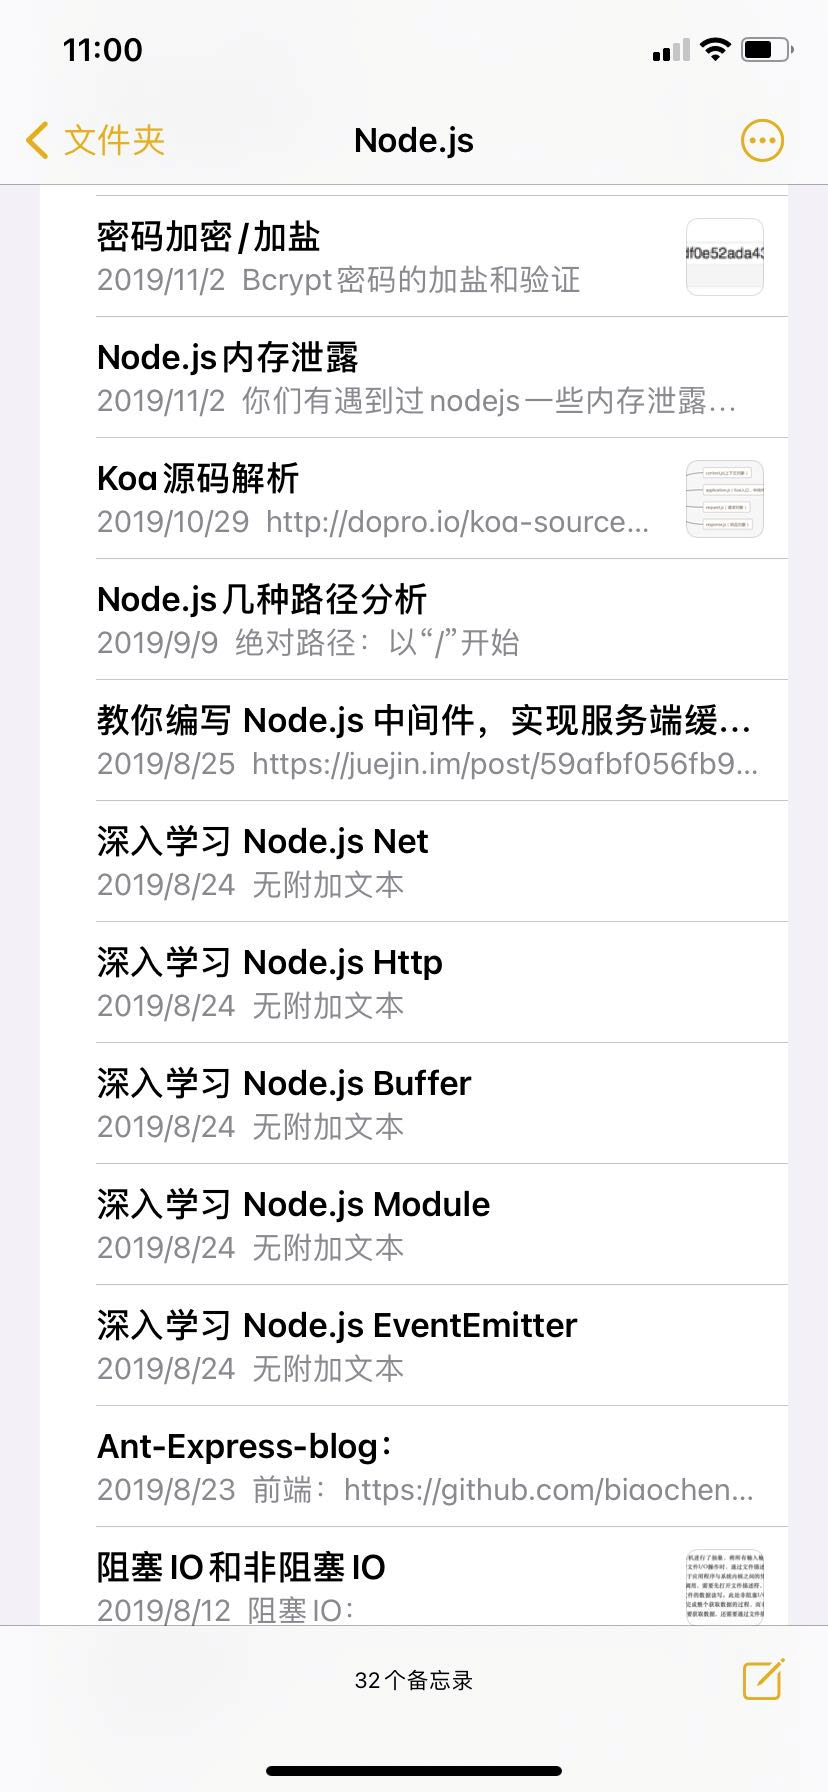 11:00
文件夹
Node.js
密码加密/加盐
2019/11/2 Bcrypt密码的加盐和验证
df0e52ada43
Node.js内存泄露
2019/11/2 你们有遇到过nodejs一些内存泄露...
Koa源码解析
2019/10/29 http://dopro.io/koa-source...
Node.js几种路径分析
2019/9/9 绝对路径：以“/”开始
教你编写 Node.js 中间件，实现服务端缓...
2019/8/25 https://juejin.im/post/59afbf056fb9...
深入学习 Node.js Net
2019/8/24 无附加文本
深入学习 Node.js Http
2019/8/24 无附加文本
深入学习 Node.js Buffer
2019/8/24 无附加文本
深入学习 Node.js Module
2019/8/24 无附加文本
深入学习 Node.js EventEmitter
2019/8/24 无附加文本
Ant-Express-blog：
2019/8/23 前端：https://github.com/biaochen...
阻塞IO和非阻塞IO
2019/8/12 阻塞IO：
32个备忘录